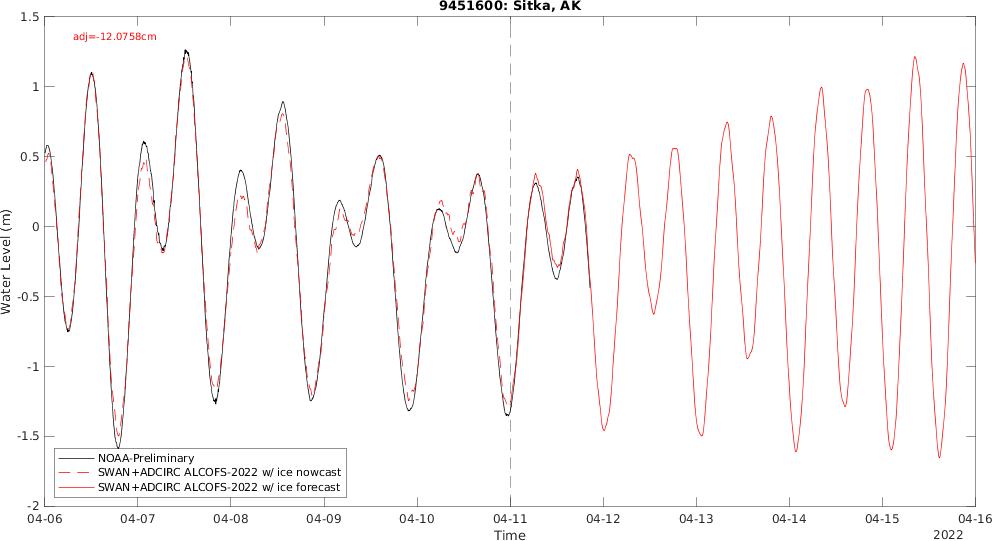 9451600: Sitka, AK
adj=-12.0758cm
1.5
1
0.5
0
-0.5
-1
-1.5
-2
Water Level (m)
NOAA-Preliminary
SWAN+ADCIRC ALCOFS-2022 w/ ice nowcast
SWAN+ADCIRC ALCOFS-2022 w/ ice forecast
04-06 04-07 04-08 04-09 04-10 04-11 04-12 04-13 04-14 04-15 04-16
Time
2022